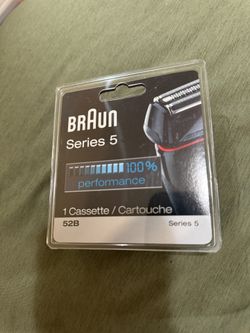 BRAUN
Series 5
100%
performance
1 Cassette / Cartouche
52B
Series 5